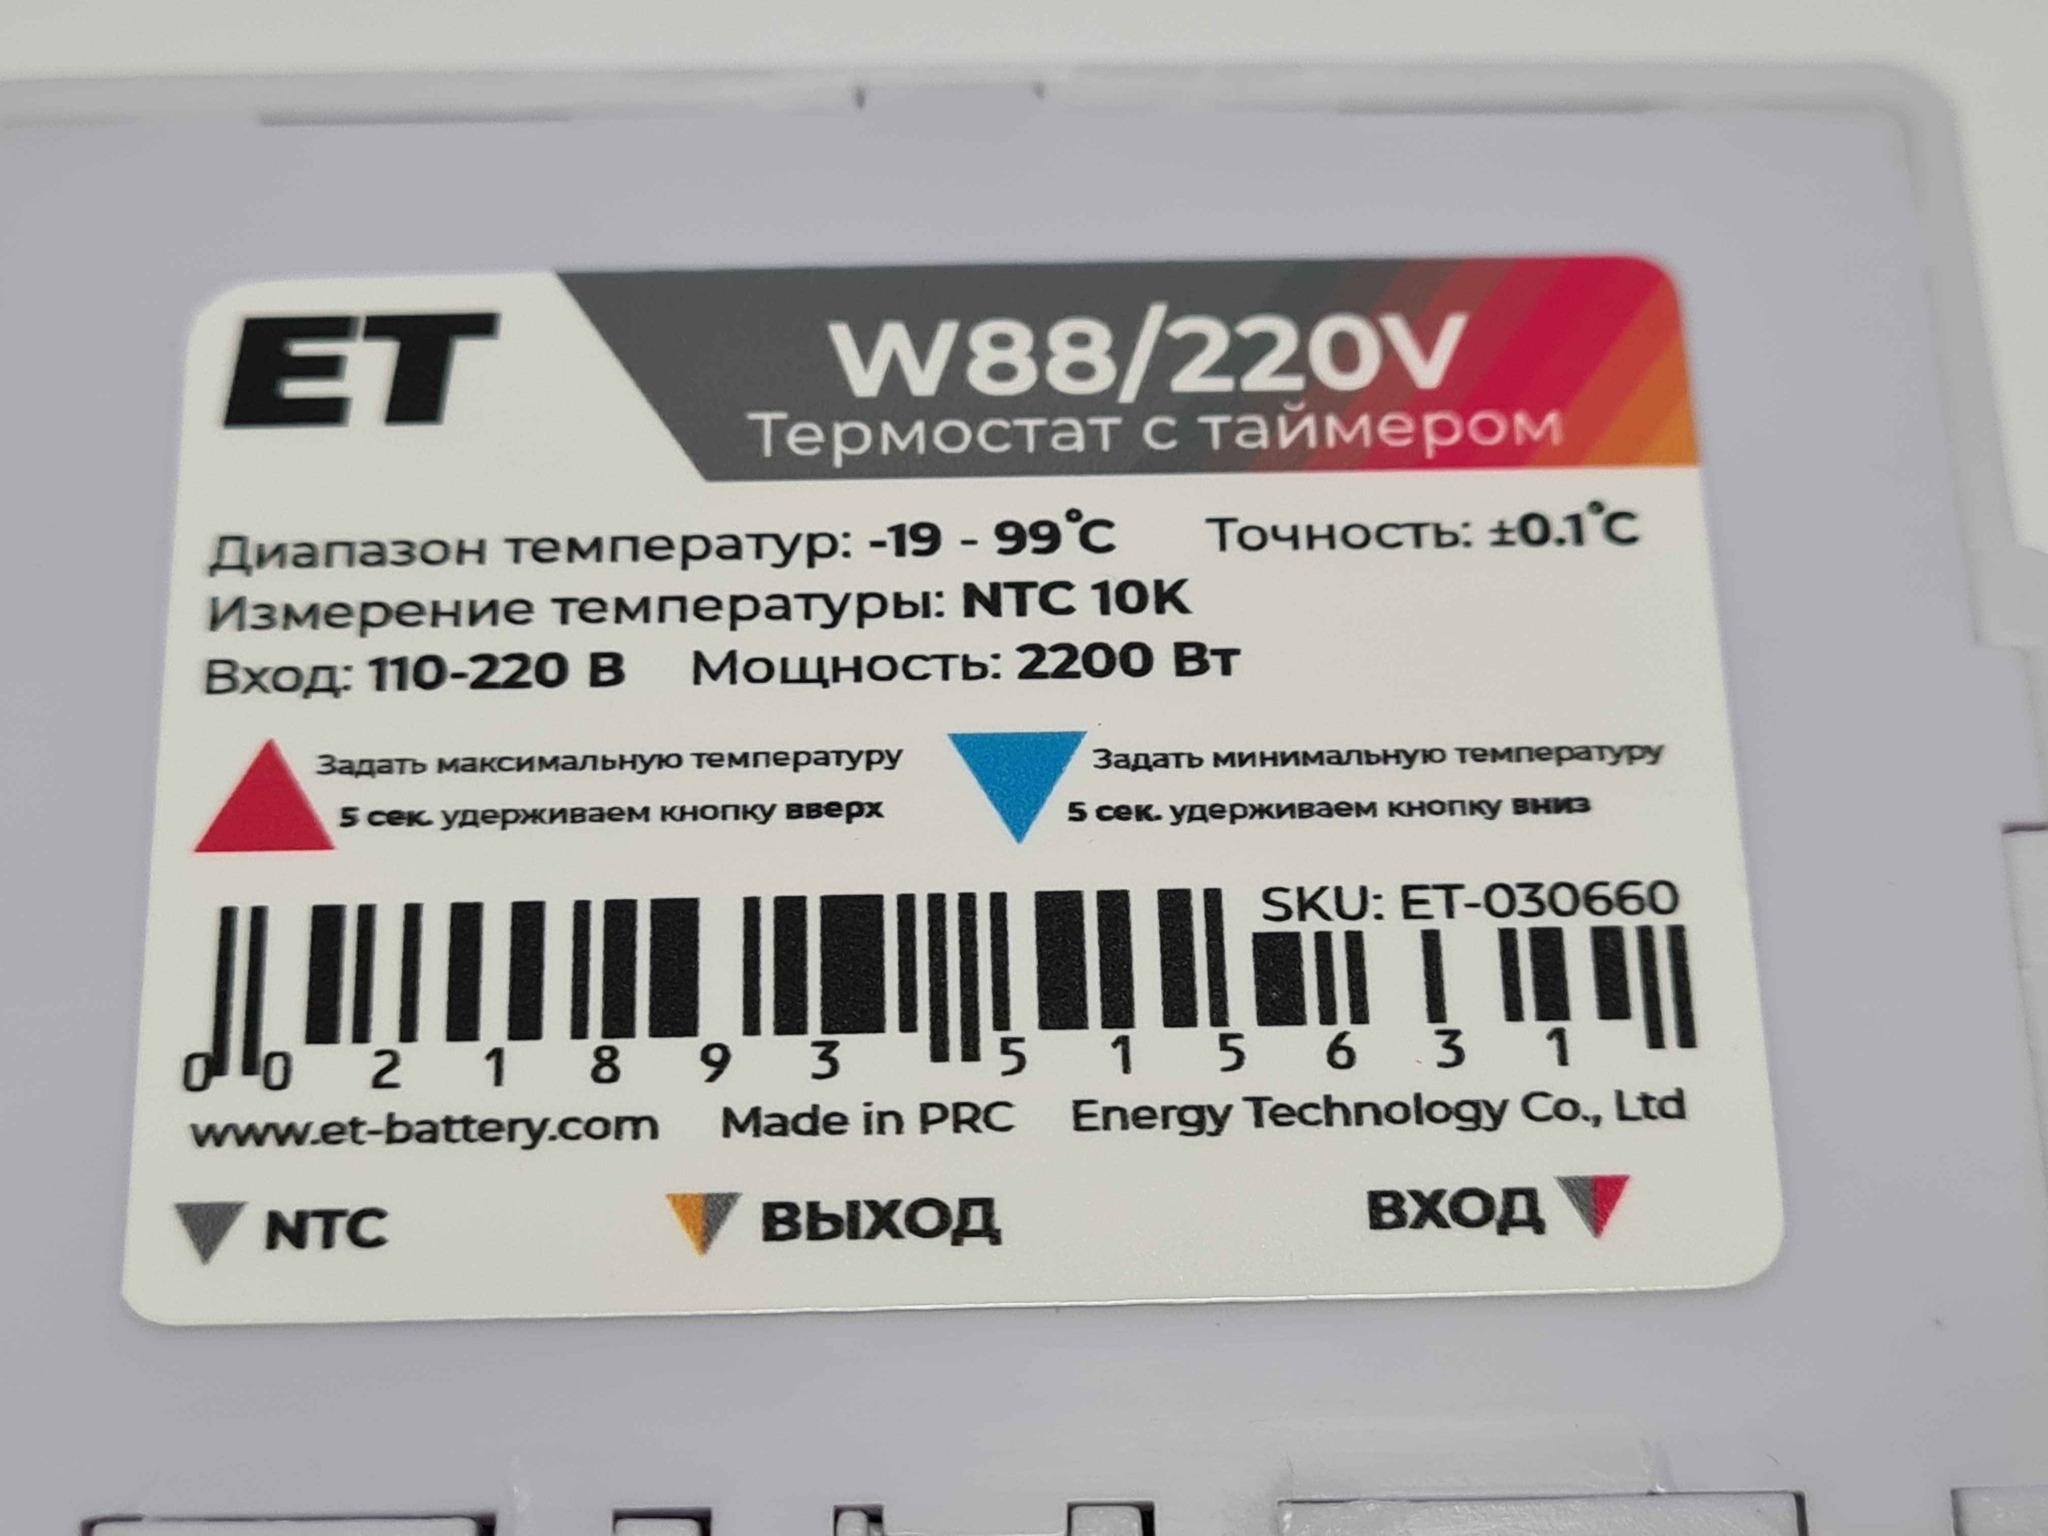 ET
W88/220V
Термостат с таймером
Диапазон температур: -19 - 99°C Точность: ±0.1°C
Измерение температуры: NTC 10K
Вход: 110-220 В Мощность: 2200 Вт
Задать максимальную температуру
5 сек. удерживаем кнопку вверх
Задать минимальную температуру
5 сек. удерживаем кнопку вниз
SKU: ET-030660
0 0 2 1 8 9 3 5 1 5 6 3 1
www.et-battery.com Made in PRC Energy Technology Co., Ltd
NTC ВЫХОД ВХОД